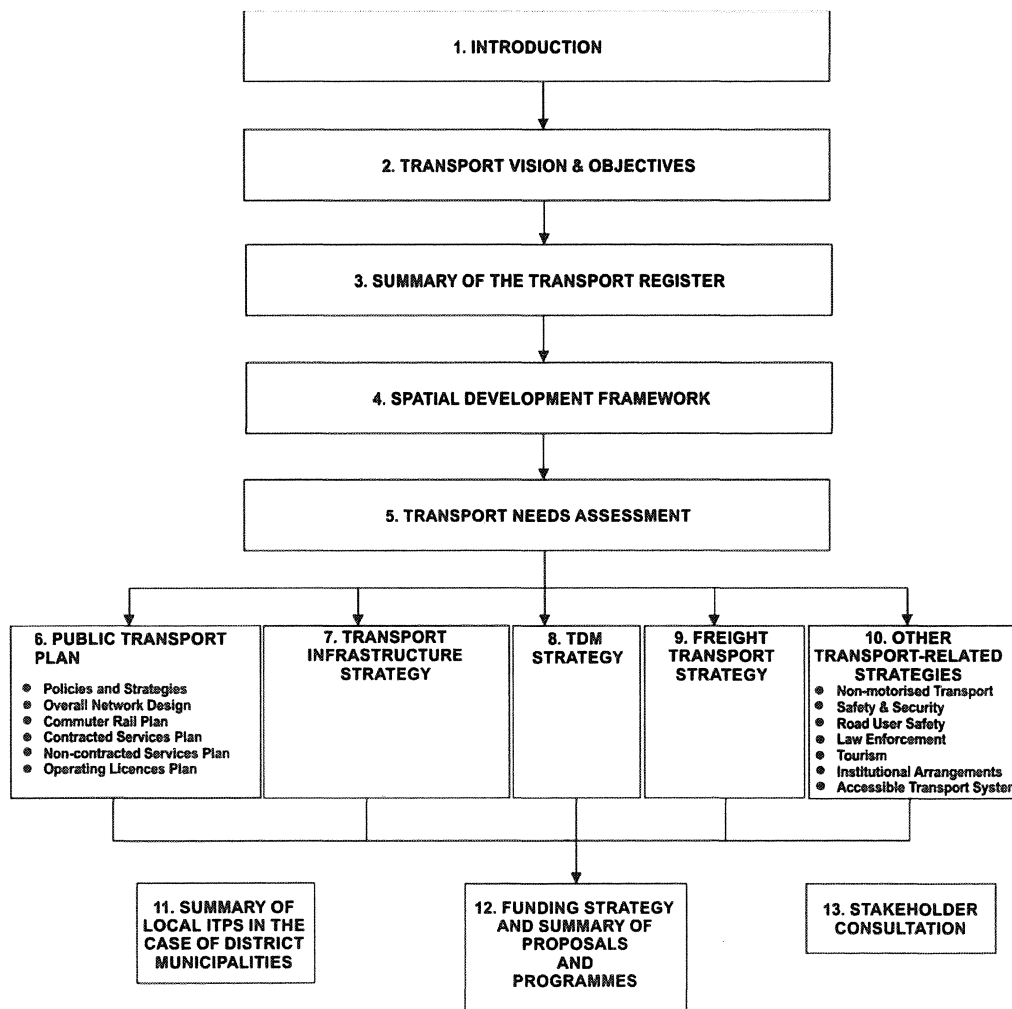 1. INTRODUCTION
2. TRANSPORT VISION & OBJECTIVES
3. SUMMARY OF THE TRANSPORT REGISTER
4. SPATIAL DEVELOPMENT FRAMEWORK
5. TRANSPORT NEEDS ASSESSMENT
6. PUBLIC TRANSPORT
PLAN
● Policies and Strategies
● Overall Network Design
● Commuter Rail Plan
● Contracted Services Plan
● Non-contracted Services Plan
● Operating Licences Plan
7. TRANSPORT
INFRASTRUCTURE
STRATEGY
8. TDM
STRATEGY
9. FREIGHT
TRANSPORT
STRATEGY
10. OTHER
TRANSPORT-RELATED
STRATEGIES
● Non-motorised Transport
● Safety & Security
● Road User Safety
● Law Enforcement
● Tourism
● Institutional Arrangements
● Accessible Transport System
11. SUMMARY OF
LOCAL ITPS IN THE
CASE OF DISTRICT
MUNICIPALITIES
12. FUNDING STRATEGY
AND SUMMARY OF
PROPOSALS
AND
PROGRAMMES
13. STAKEHOLDER
CONSULTATION